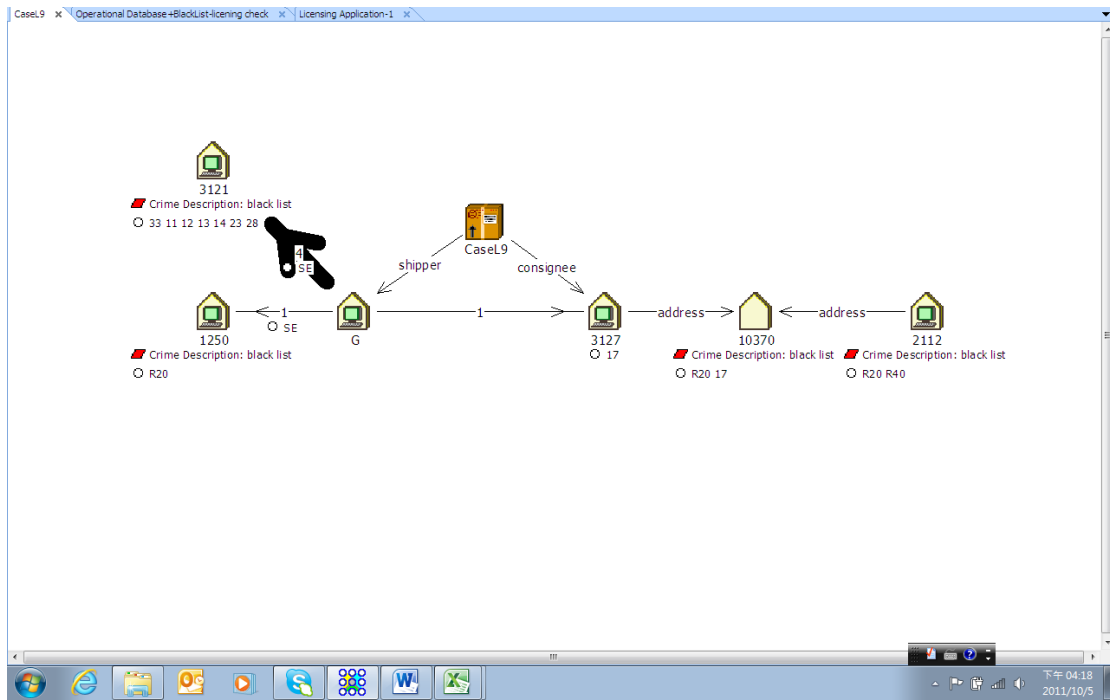 CaseL9 Operational Database+BlackList-licening check Licensing Application-1
3121
Crime Description: black list
33 11 12 13 14 23 28
4
SE
CaseL9
shipper
consignee
1
SE
1
address
address
1250
G
3127
10370
2112
Crime Description: black list
R20
17
Crime Description: black list
R20 17
Crime Description: black list
R20 R40
下午 04:18
2011/10/5